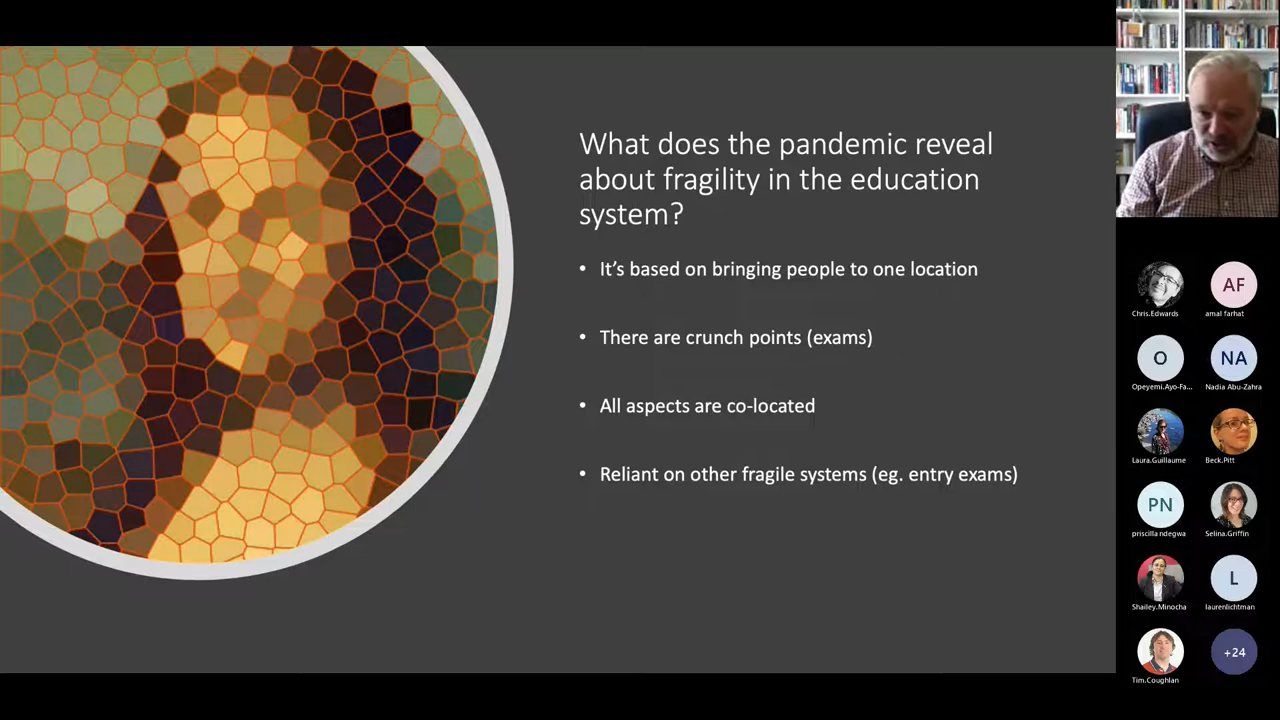 What does the pandemic reveal
about fragility in the education
system?
• It’s based on bringing people to one location
• There are crunch points (exams)
• All aspects are co-located
• Reliant on other fragile systems (eg. entry exams)
Chris.Edwards
AF
amal farhat
O
Opeyemi.Ayo-Fa...
NA
Nadia Abu-Zahra
Laura.Guillaume
Beck.Pitt
PN
priscilla ndegwa
Selina.Griffin
Shailey.Minocha
L
laurenlichtman
Tim.Coughlan
+24